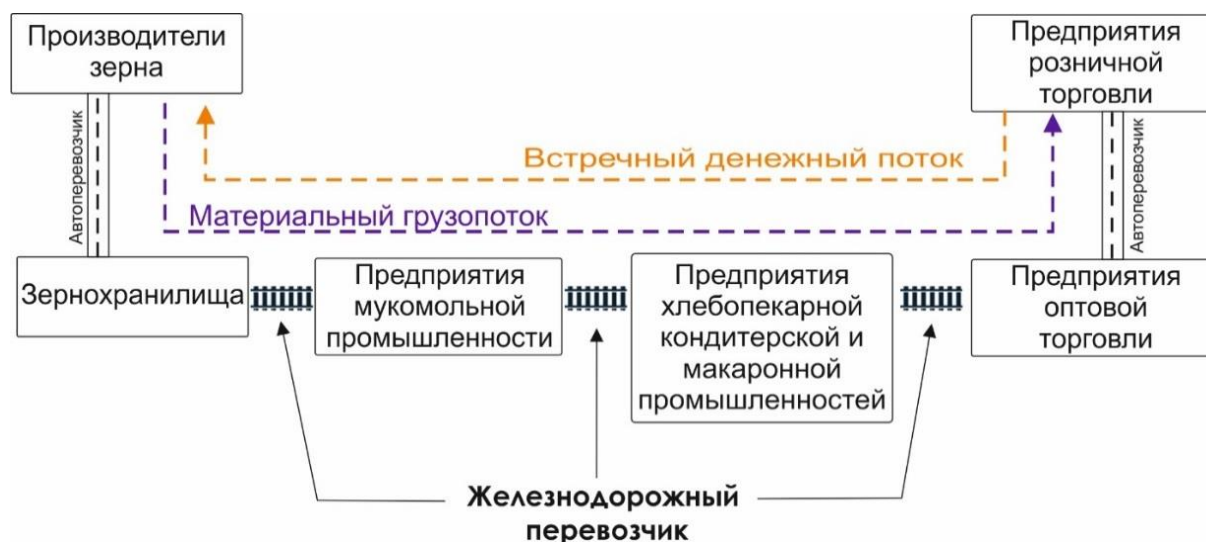 Производители
зерна
Предприятия
розничной
торговли
Автоперевозчик
Встречный денежный поток
Материальный грузопоток
Автоперевозчик
Зернохранилища
Предприятия
мукомольной
промышленности
Предприятия
хлебопекарной
кондитерской и
макаронной
промышленностей
Предприятия
оптовой
торговли
Железнодорожный
перевозчик